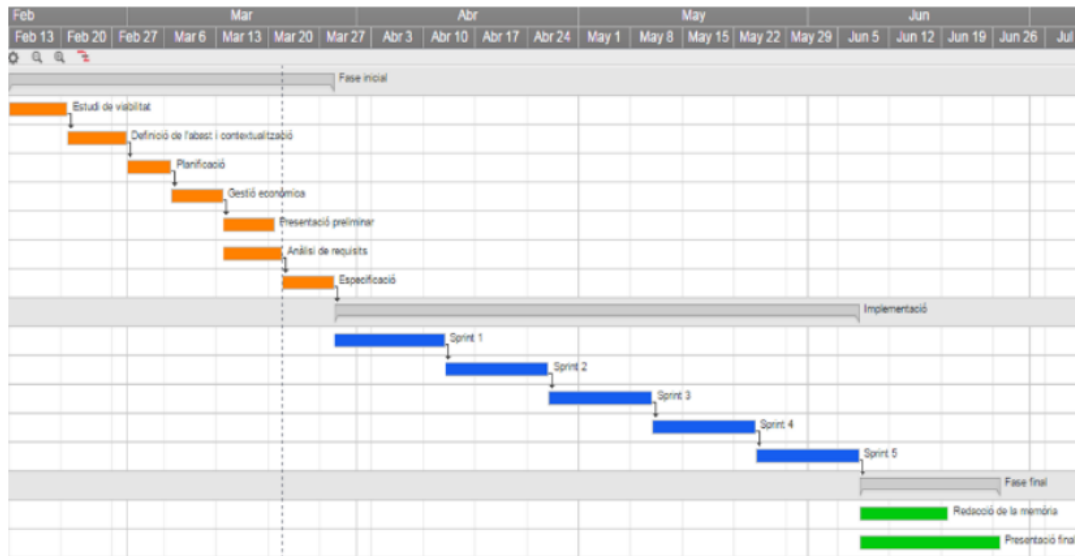 Feb Mar Abr May Jun
Feb 13 Feb 20 Feb 27 Mar 6 Mar 13 Mar 20 Mar 27 Abr 3 Abr 10 Abr 17 Abr 24 May 1 May 8 May 15 May 22 May 29 Jun 5 Jun 12 Jun 19 Jun 26 Jul
Fase inicial
Estudi de viabilitat
Definició de l'abast i contextualització
Planificació
Gestió econòmica
Presentació preliminar
Anàlisi de requisits
Especificació
Implementació
Sprint 1
Sprint 2
Sprint 3
Sprint 4
Sprint 5
Fase final
Redacció de la memòria
Presentació final